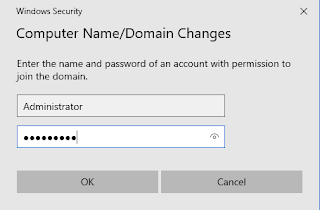 Windows Security
Computer Name/Domain Changes
Enter the name and password of an account with permission to
join the domain.
Administrator
●●●●●●●●●
OK
Cancel